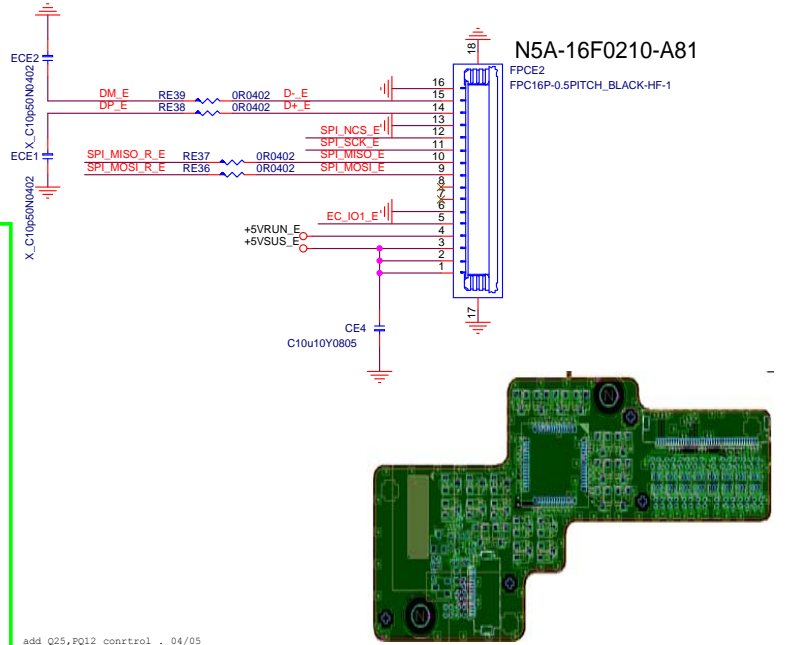 N5A-16F0210-A81
FPCE2
FPC16P-0.5PITCH_BLACK-HF-1
18
ECE2
X_C10p50N0402
DM_E RE39 0R0402 D-_E
DP_E RE38 0R0402 D+_E
ECE1
X_C10p50N0402
SPI_NCS_E
SPI_SCK_E
SPI_MISO_R_E RE37 0R0402 SPI_MISO_E
SPI_MOSI_R_E RE36 0R0402 SPI_MOSI_E
EC_IO1_E
+5VRUN_E
+5VSUS_E
16
15
14
13
12
11
10
9
8
7
6
5
4
3
2
1
17
CE4
C10u10Y0805
N
N
add Q25,PQ12 conrtrol . 04/05